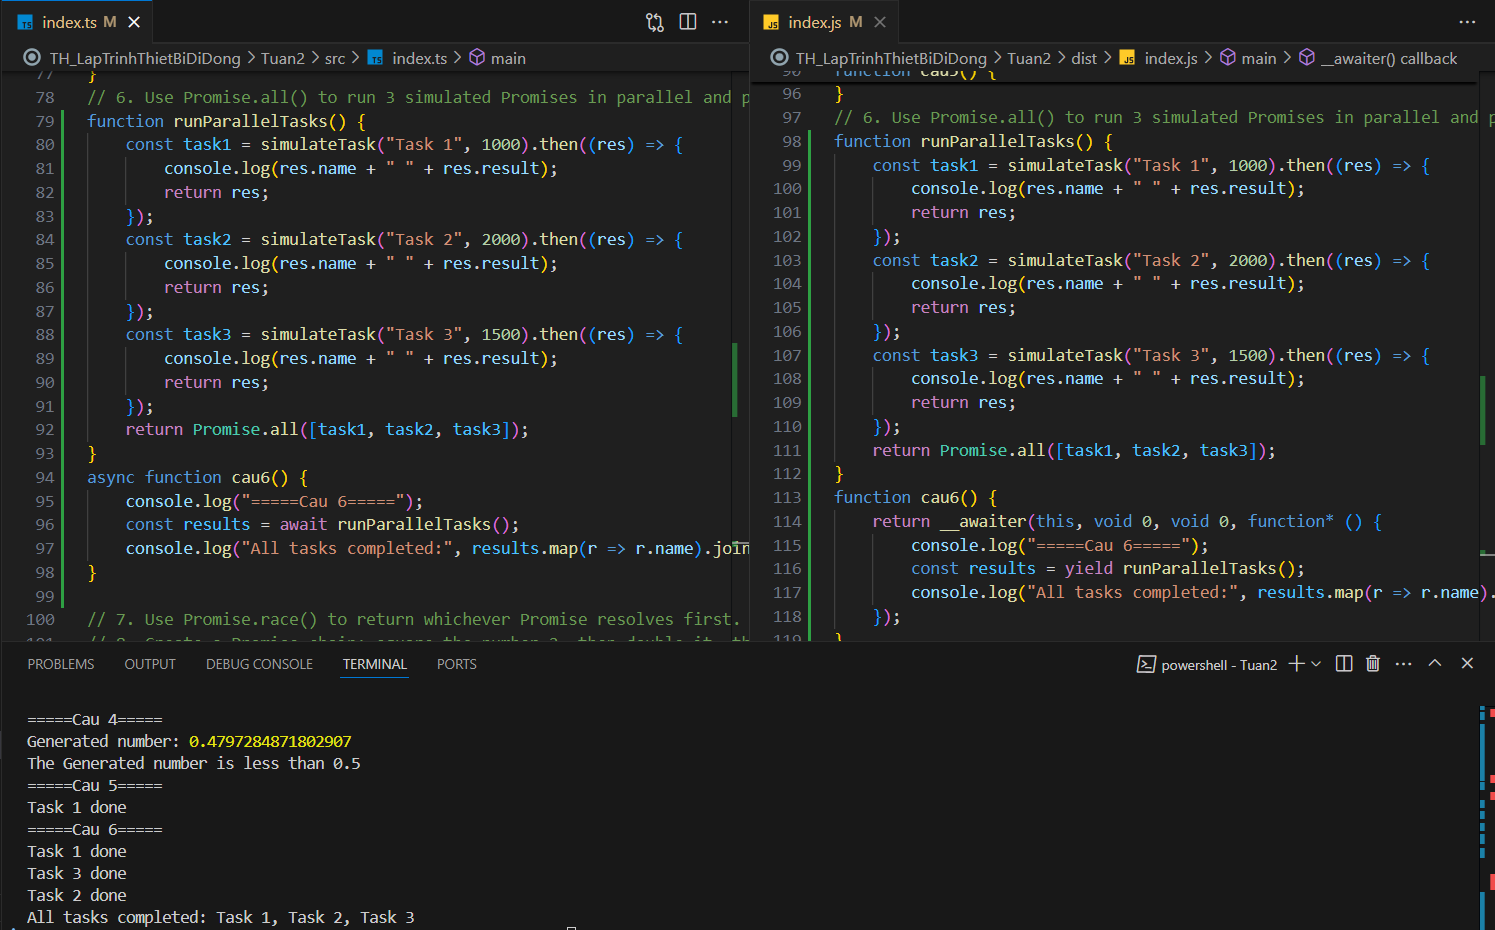 index.ts M
TH_LapTrinhThietBiDiDong > Tuan2 > src > index.ts > main
77 }
78 // 6. Use Promise.all() to run 3 simulated Promises in parallel and p
79 function runParallelTasks() {
80 const task1 = simulateTask("Task 1", 1000).then((res) => {
81 console.log(res.name + " " + res.result);
82 return res;
83 });
84 const task2 = simulateTask("Task 2", 2000).then((res) => {
85 console.log(res.name + " " + res.result);
86 return res;
87 });
88 const task3 = simulateTask("Task 3", 1500).then((res) => {
89 console.log(res.name + " " + res.result);
90 return res;
91 });
92 return Promise.all([task1, task2, task3]);
93 }
94 async function cau6() {
95 console.log("=====Cau 6=====");
96 const results = await runParallelTasks();
97 console.log("All tasks completed:", results.map(r => r.name).join
98 }
99
100 // 7. Use Promise.race() to return whichever Promise resolves first.
index.js M
TH_LapTrinhThietBiDiDong > Tuan2 > dist > index.js > main > __awaiter() callback
function cau5() {
96 }
97 // 6. Use Promise.all() to run 3 simulated Promises in parallel and p
98 function runParallelTasks() {
99 const task1 = simulateTask("Task 1", 1000).then((res) => {
100 console.log(res.name + " " + res.result);
101 return res;
102 });
103 const task2 = simulateTask("Task 2", 2000).then((res) => {
104 console.log(res.name + " " + res.result);
105 return res;
106 });
107 const task3 = simulateTask("Task 3", 1500).then((res) => {
108 console.log(res.name + " " + res.result);
109 return res;
110 });
111 return Promise.all([task1, task2, task3]);
112 }
113 function cau6() {
114 return __awaiter(this, void 0, void 0, function* () {
115 console.log("=====Cau 6=====");
116 const results = yield runParallelTasks();
117 console.log("All tasks completed:", results.map(r => r.name).
118 });
119 }
PROBLEMS OUTPUT DEBUG CONSOLE TERMINAL PORTS powershell - Tuan2
=====Cau 4=====
Generated number: 0.4797284871802907
The Generated number is less than 0.5
=====Cau 5=====
Task 1 done
=====Cau 6=====
Task 1 done
Task 3 done
Task 2 done
All tasks completed: Task 1, Task 2, Task 3